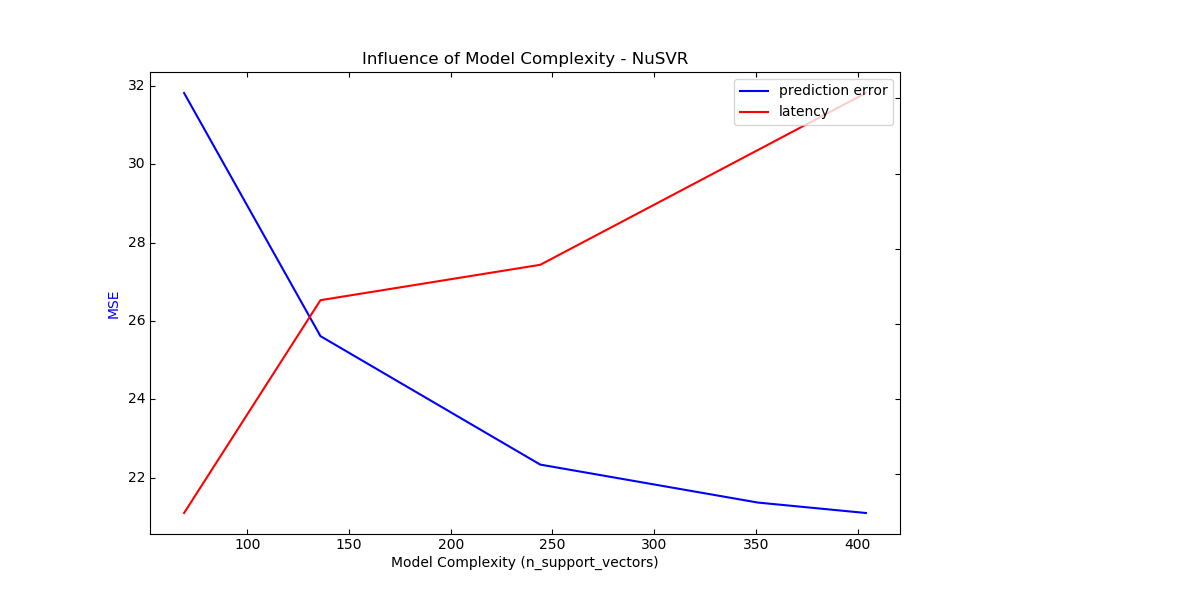 Influence of Model Complexity - NuSVR
prediction error
latency
32
30
28
26
24
22
MSE
100
150
200
250
300
350
400
Model Complexity (n_support_vectors)